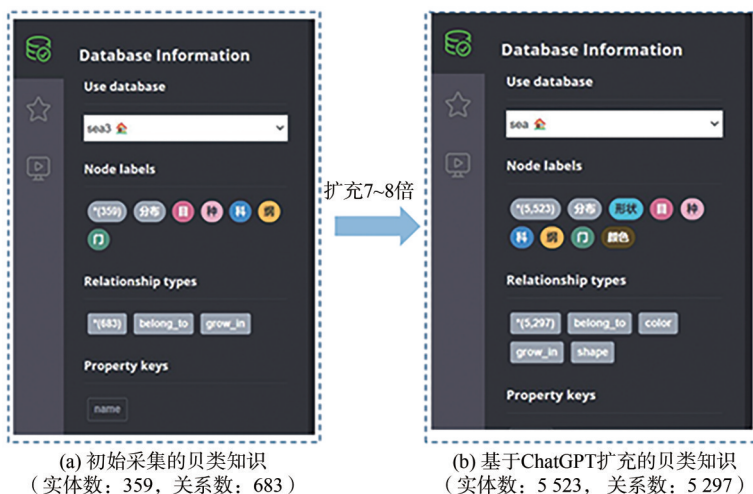 Database Information
Use database
sea3
Node labels
*(359) 分布 目 种 科 纲
门
Relationship types
*(683) belong_to grow_in
Property keys
name
扩充7~8倍
Database Information
Use database
sea
Node labels
*(5,523) 分布 形状 目 种
科 纲 门 颜色
Relationship types
*(5,297) belong_to color
grow_in shape
Property keys
(a) 初始采集的贝类知识
(实体数:359,关系数:683)
(b) 基于ChatGPT扩充的贝类知识
(实体数:5 523, 关系数:5 297)